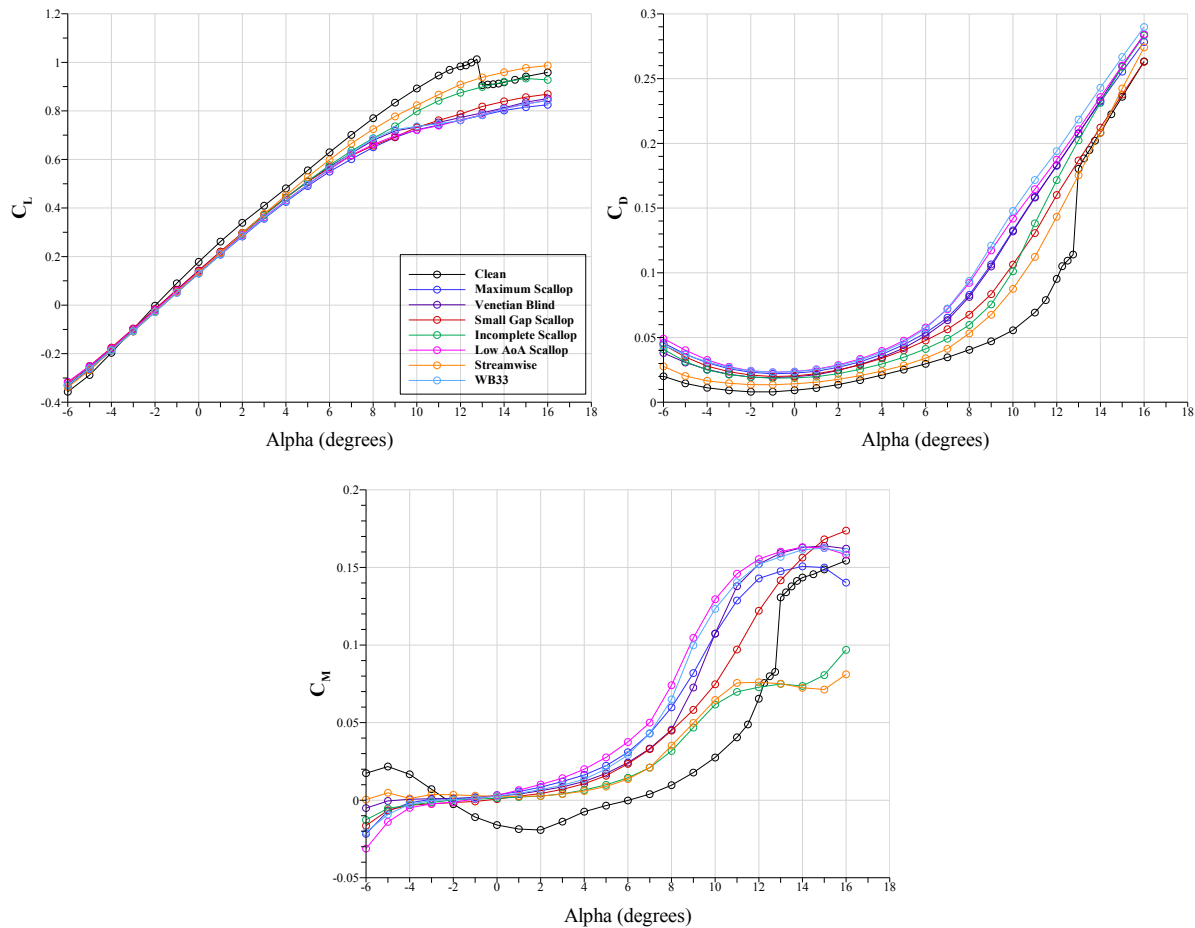 1.2
1
0.8
0.6
0.4
0.2
0
-0.2
-0.4
C_L
-6 -4 -2 0 2 4 6 8 10 12 14 16 18
Alpha (degrees)
Clean
Maximum Scallop
Venetian Blind
Small Gap Scallop
Incomplete Scallop
Low AoA Scallop
Streamwise
WB33
0.3
0.25
0.2
0.15
0.1
0.05
0
C_D
-6 -4 -2 0 2 4 6 8 10 12 14 16 18
Alpha (degrees)
0.2
0.15
0.1
0.05
0
-0.05
C_M
-6 -4 -2 0 2 4 6 8 10 12 14 16 18
Alpha (degrees)